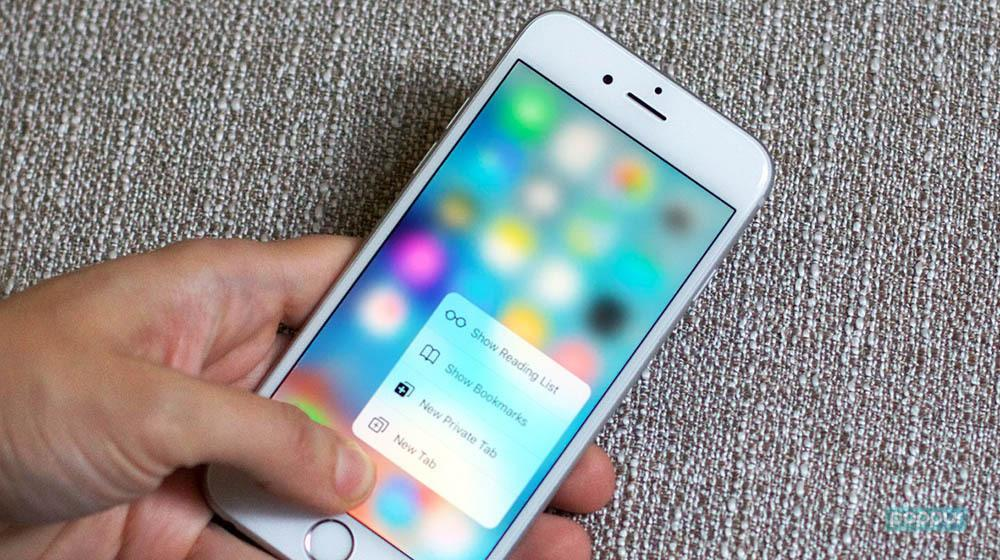 Show Reading List
Show Bookmarks
New Private Tab
New Tab